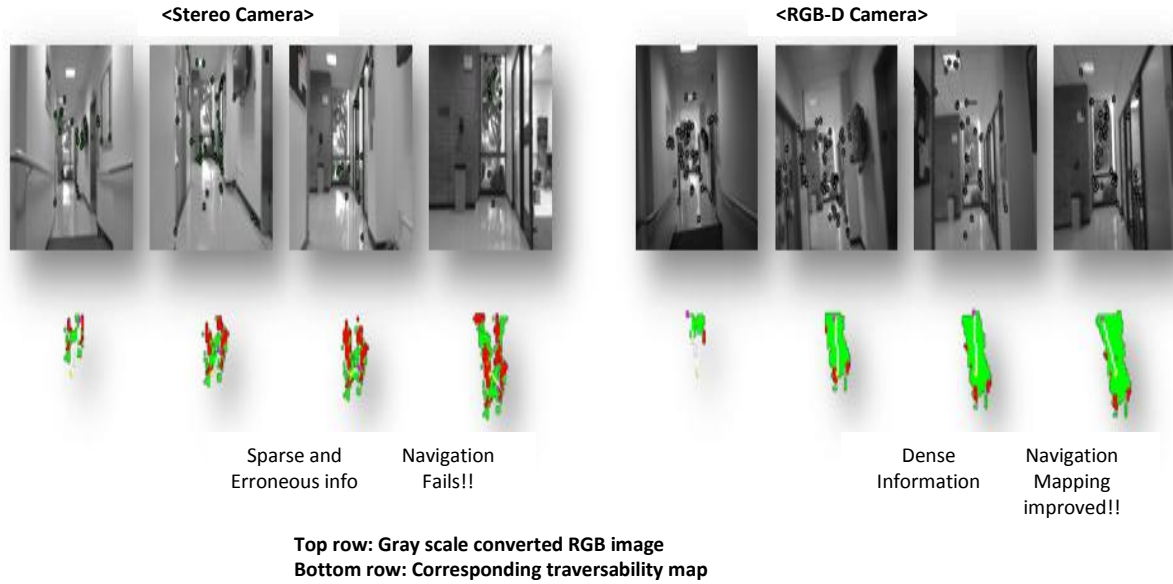 <Stereo Camera>
<RGB-D Camera>
Sparse and
Erroneous info
Navigation
Fails!!
Dense
Information
Navigation
Mapping
improved!!
Top row: Gray scale converted RGB image
Bottom row: Corresponding traversability map